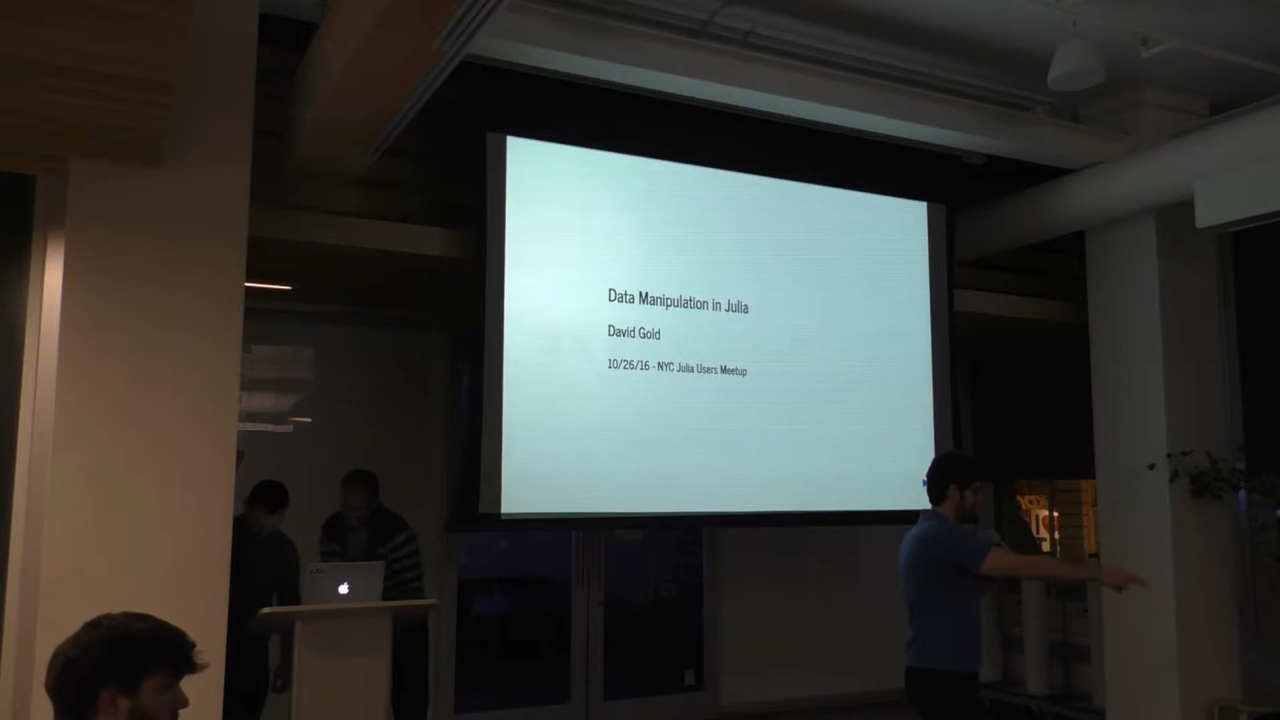 Data Manipulation in Julia
David Gold
10/26/16 - NYC Julia Users Meetup